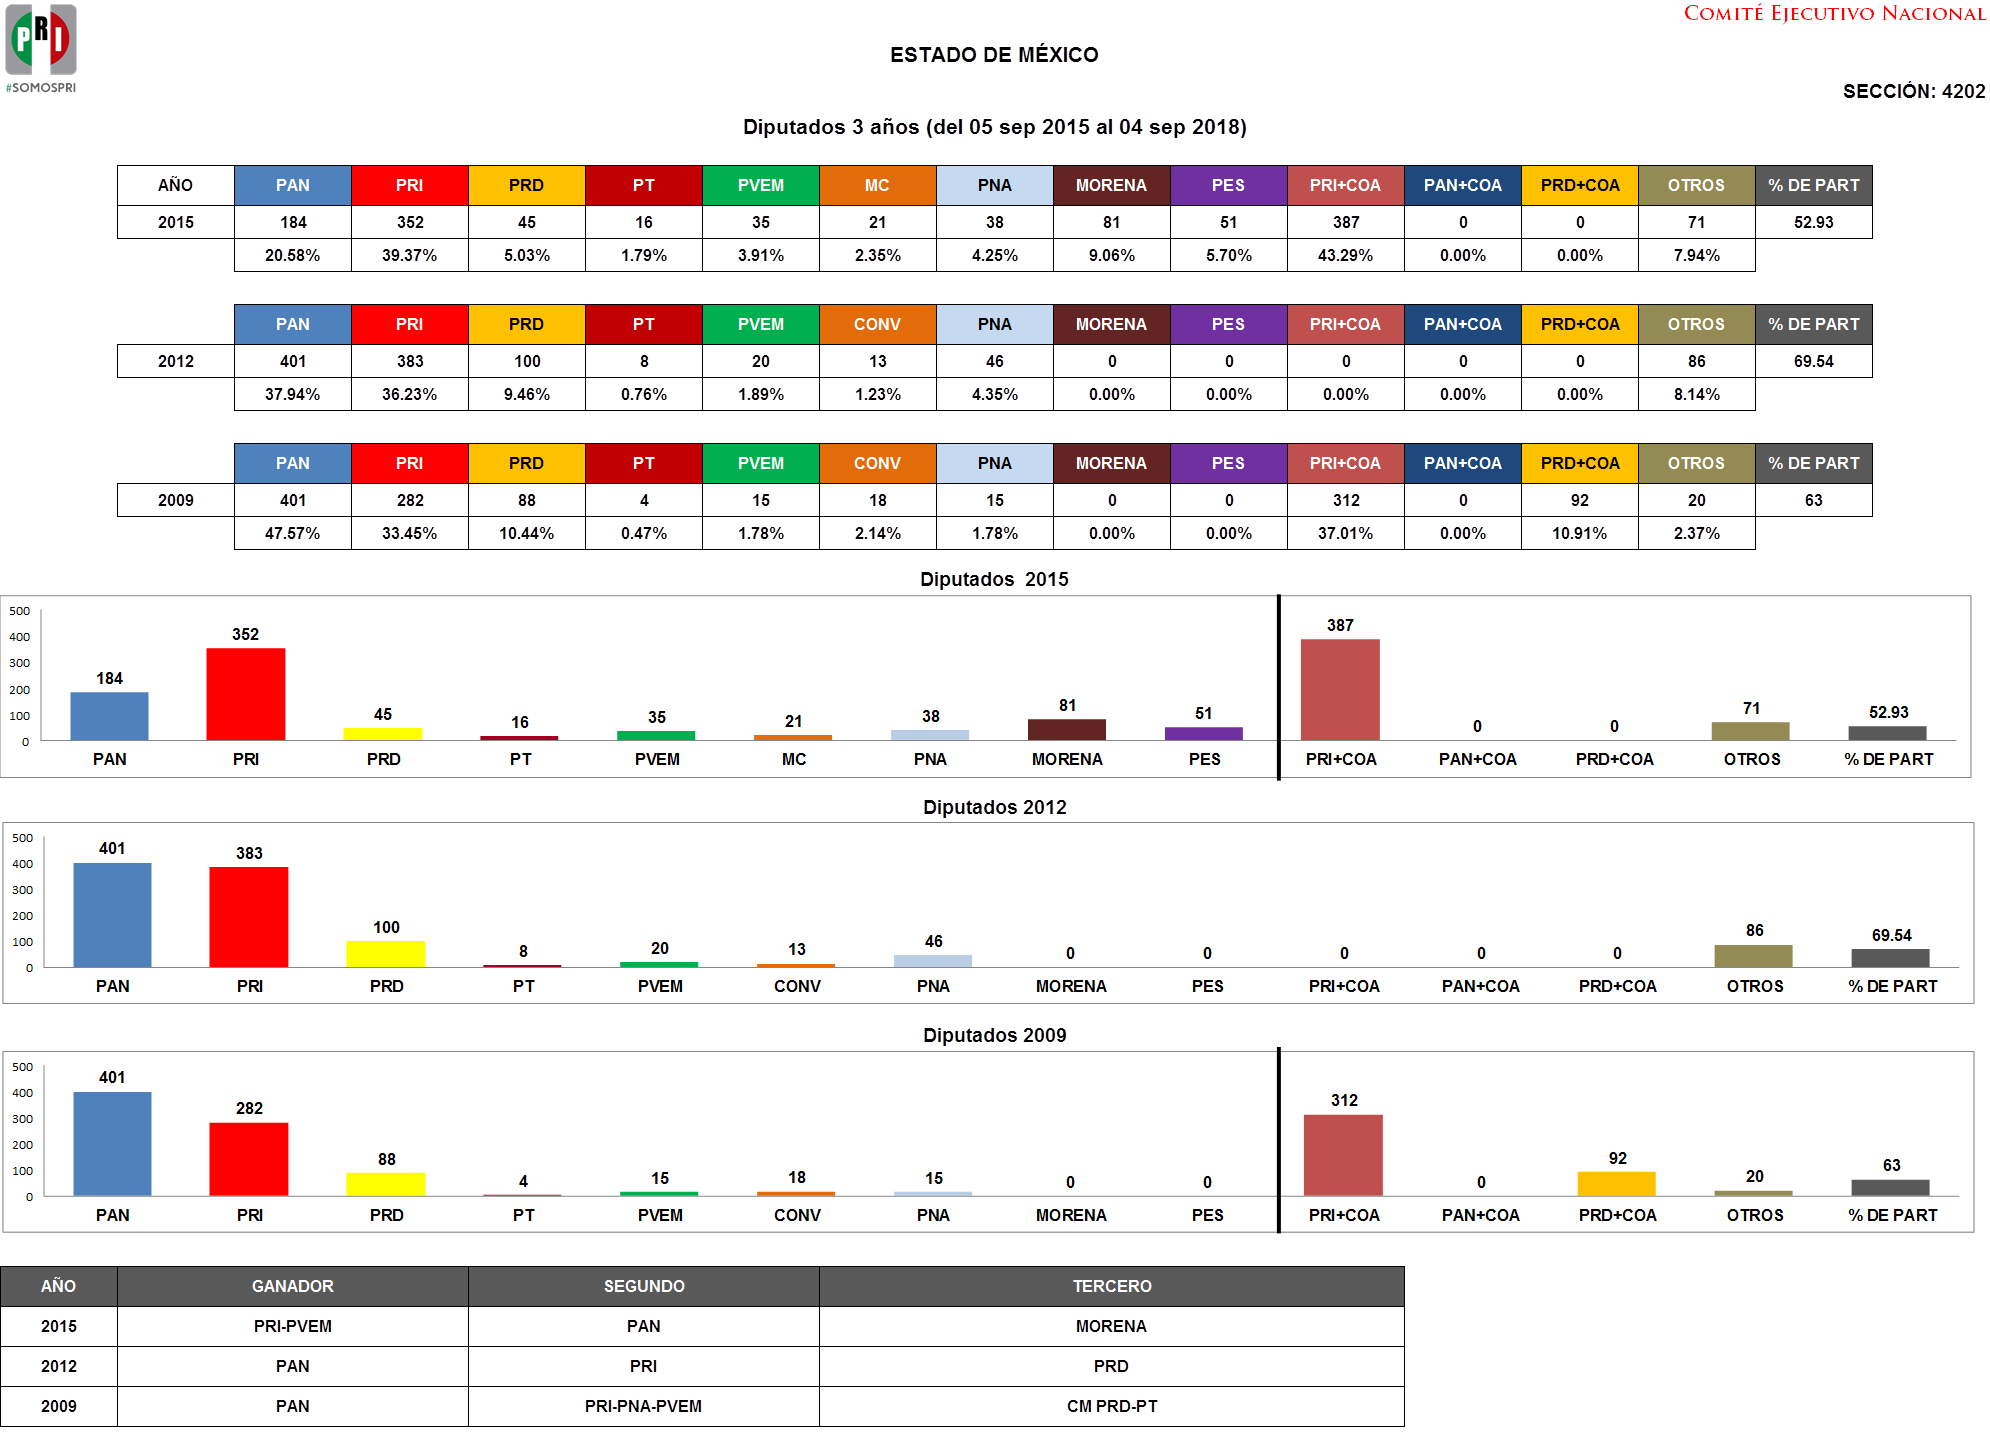 PRI
#SOMOSPRI
COMITÉ EJECUTIVO NACIONAL
ESTADO DE MÉXICO
SECCIÓN: 4202
Diputados 3 años (del 05 sep 2015 al 04 sep 2018)
AÑO PAN PRI PRD PT PVEM MC PNA MORENA PES PRI+COA PAN+COA PRD+COA OTROS % DE PART
2015 184 352 45 16 35 21 38 81 51 387 0 0 71 52.93
20.58% 39.37% 5.03% 1.79% 3.91% 2.35% 4.25% 9.06% 5.70% 43.29% 0.00% 0.00% 7.94%
PAN PRI PRD PT PVEM CONV PNA MORENA PES PRI+COA PAN+COA PRD+COA OTROS % DE PART
2012 401 383 100 8 20 13 46 0 0 0 0 0 86 69.54
37.94% 36.23% 9.46% 0.76% 1.89% 1.23% 4.35% 0.00% 0.00% 0.00% 0.00% 0.00% 8.14%
PAN PRI PRD PT PVEM CONV PNA MORENA PES PRI+COA PAN+COA PRD+COA OTROS % DE PART
2009 401 282 88 4 15 18 15 0 0 312 0 92 20 63
47.57% 33.45% 10.44% 0.47% 1.78% 2.14% 1.78% 0.00% 0.00% 37.01% 0.00% 10.91% 2.37%
Diputados 2015
500
400
300
200
100
0
184 352 45 16 35 21 38 81 51 387 0 0 71 52.93
PAN PRI PRD PT PVEM MC PNA MORENA PES PRI+COA PAN+COA PRD+COA OTROS % DE PART
Diputados 2012
500
400
300
200
100
0
401 383 100 8 20 13 46 0 0 0 0 0 86 69.54
PAN PRI PRD PT PVEM CONV PNA MORENA PES PRI+COA PAN+COA PRD+COA OTROS % DE PART
Diputados 2009
500
400
300
200
100
0
401 282 88 4 15 18 15 0 0 312 0 92 20 63
PAN PRI PRD PT PVEM CONV PNA MORENA PES PRI+COA PAN+COA PRD+COA OTROS % DE PART
AÑO GANADOR SEGUNDO TERCERO
2015 PRI-PVEM PAN MORENA
2012 PAN PRI PRD
2009 PAN PRI-PNA-PVEM CM PRD-PT